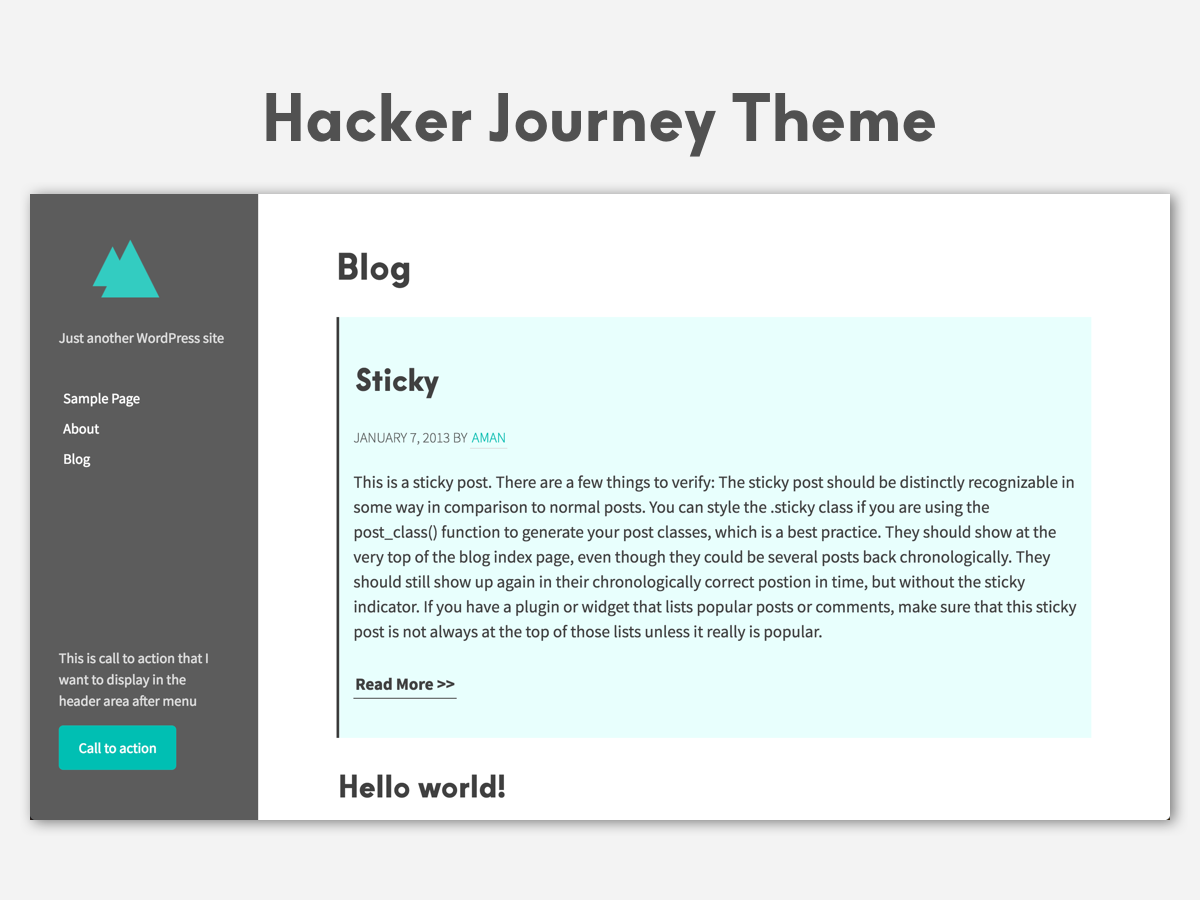 Hacker Journey Theme
Just another WordPress site
Sample Page
About
Blog
This is call to action that I
want to display in the
header area after menu
Call to action
Blog
Sticky
JANUARY 7, 2013 BY AMAN
This is a sticky post. There are a few things to verify: The sticky post should be distinctly recognizable in
some way in comparison to normal posts. You can style the .sticky class if you are using the
post_class() function to generate your post classes, which is a best practice. They should show at the
very top of the blog index page, even though they could be several posts back chronologically. They
should still show up again in their chronologically correct postion in time, but without the sticky
indicator. If you have a plugin or widget that lists popular posts or comments, make sure that this sticky
post is not always at the top of those lists unless it really is popular.
Read More >>
Hello world!